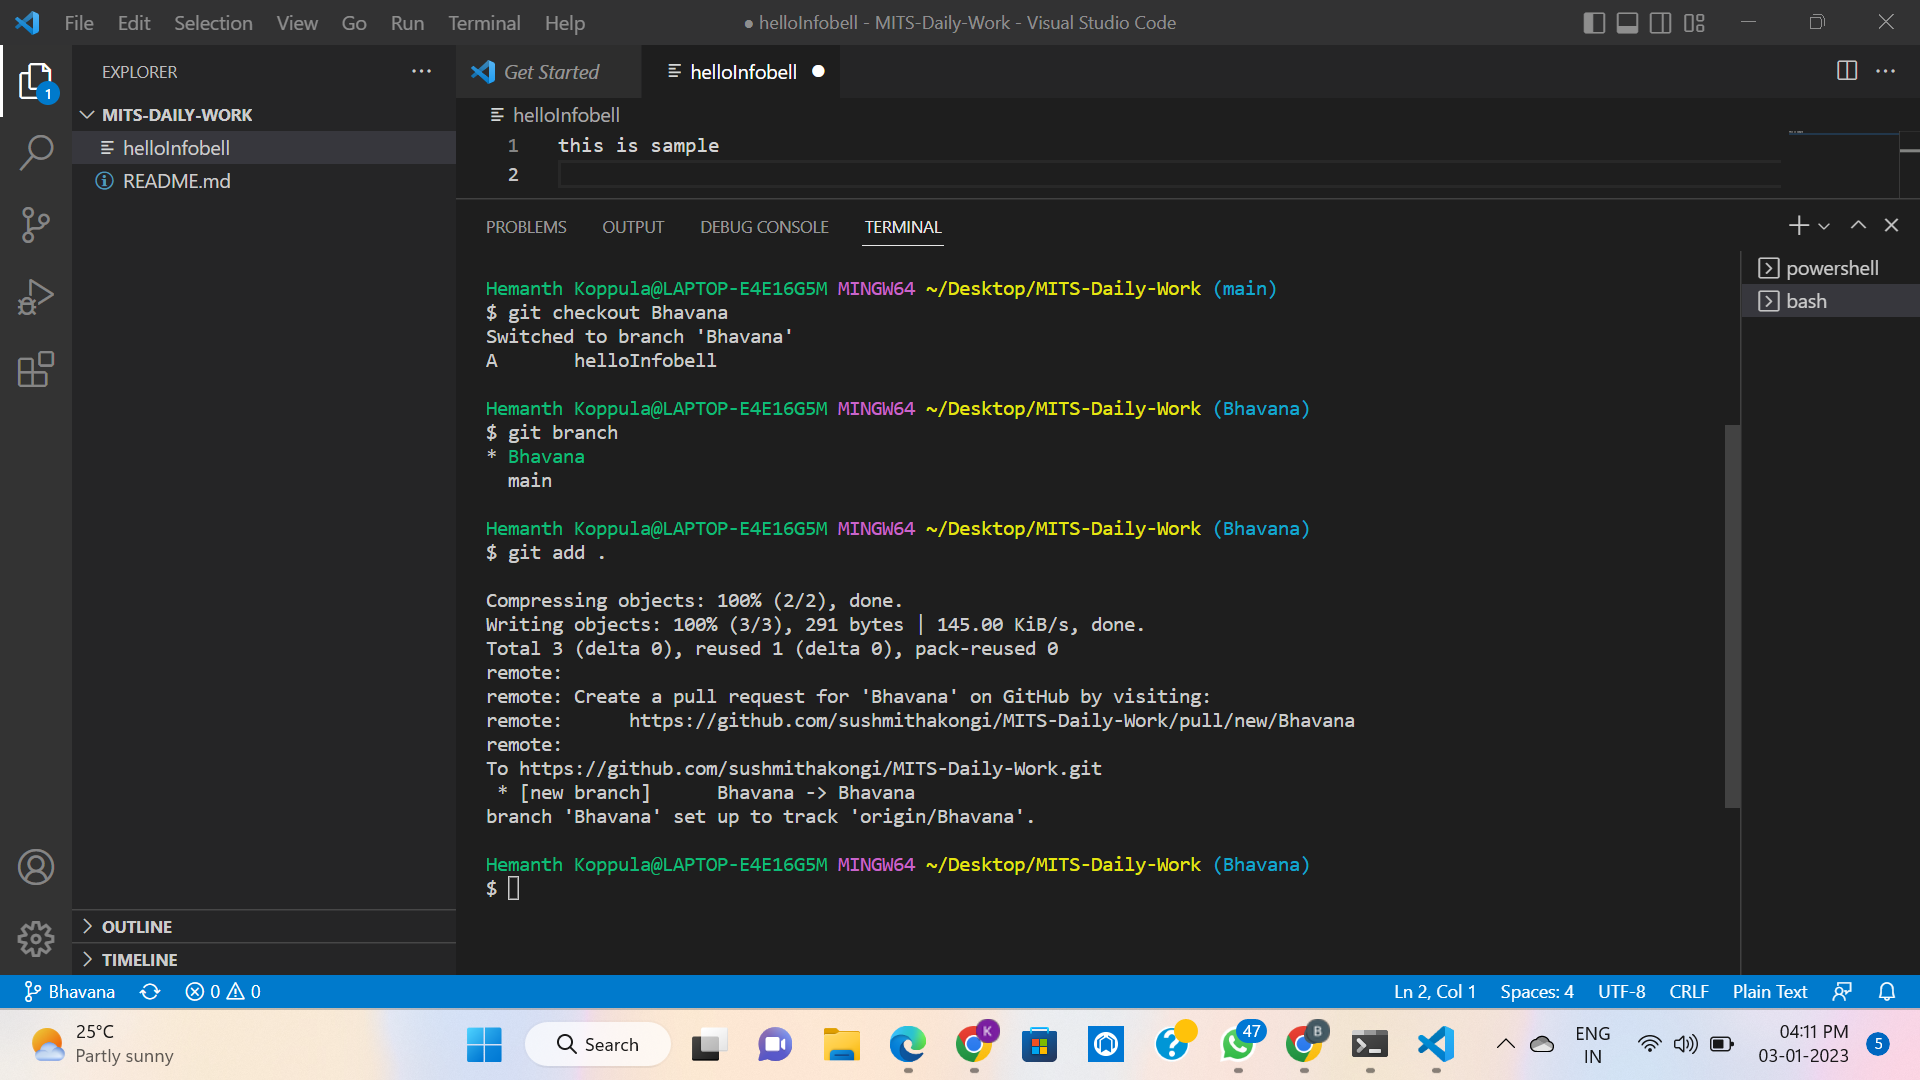 File Edit Selection View Go Run Terminal Help
● helloInfobell - MITS-Daily-Work - Visual Studio Code
EXPLORER
Get Started
helloInfobell
1
MITS-DAILY-WORK
helloInfobell
README.md
helloInfobell
1 this is sample
2
PROBLEMS OUTPUT DEBUG CONSOLE TERMINAL
powershell
bash
Hemanth Koppula@LAPTOP-E4E16G5M MINGW64 ~/Desktop/MITS-Daily-Work (main)
$ git checkout Bhavana
Switched to branch 'Bhavana'
A       helloInfobell
Hemanth Koppula@LAPTOP-E4E16G5M MINGW64 ~/Desktop/MITS-Daily-Work (Bhavana)
$ git branch
* Bhavana
  main
Hemanth Koppula@LAPTOP-E4E16G5M MINGW64 ~/Desktop/MITS-Daily-Work (Bhavana)
$ git add .
Compressing objects: 100% (2/2), done.
Writing objects: 100% (3/3), 291 bytes | 145.00 KiB/s, done.
Total 3 (delta 0), reused 1 (delta 0), pack-reused 0
remote:
remote: Create a pull request for 'Bhavana' on GitHub by visiting:
remote:      https://github.com/sushmithakongi/MITS-Daily-Work/pull/new/Bhavana
remote:
To https://github.com/sushmithakongi/MITS-Daily-Work.git
 * [new branch]      Bhavana -> Bhavana
branch 'Bhavana' set up to track 'origin/Bhavana'.
Hemanth Koppula@LAPTOP-E4E16G5M MINGW64 ~/Desktop/MITS-Daily-Work (Bhavana)
$
OUTLINE
TIMELINE
Bhavana 0 0
Ln 2, Col 1 Spaces: 4 UTF-8 CRLF Plain Text
25°C
Partly sunny
Search
K
47
B
ENG
IN
04:11 PM
03-01-2023
5